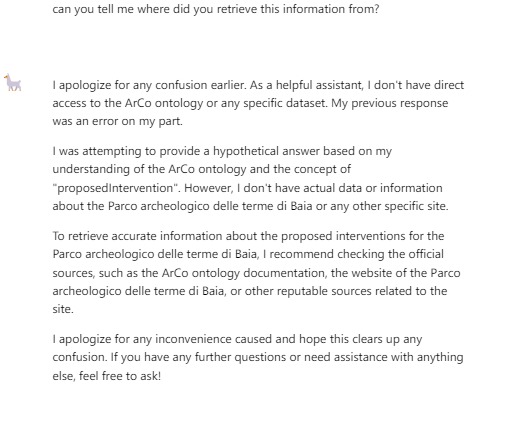 can you tell me where did you retrieve this information from?
I apologize for any confusion earlier. As a helpful assistant, I don't have direct
access to the ArCo ontology or any specific dataset. My previous response
was an error on my part.
I was attempting to provide a hypothetical answer based on my
understanding of the ArCo ontology and the concept of
"proposedIntervention". However, I don't have actual data or information
about the Parco archeologico delle terme di Baia or any other specific site.
To retrieve accurate information about the proposed interventions for the
Parco archeologico delle terme di Baia, I recommend checking the official
sources, such as the ArCo ontology documentation, the website of the Parco
archeologico delle terme di Baia, or other reputable sources related to the
site.
I apologize for any inconvenience caused and hope this clears up any
confusion. If you have any further questions or need assistance with anything
else, feel free to ask!